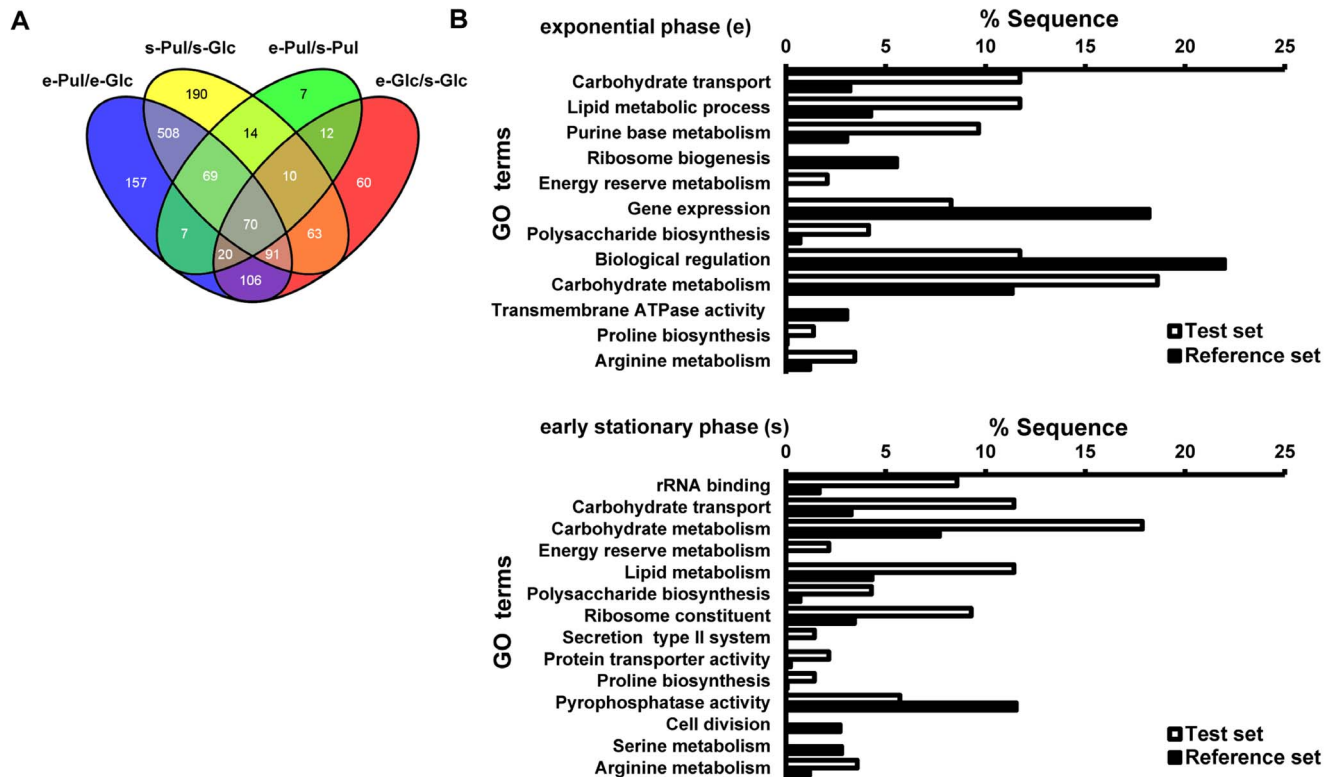 A
s-Pul/s-Glc
e-Pul/s-Pul
e-Pul/e-Glc
e-Glc/s-Glc
190
7
508
14
12
157
69
10
60
7
70
63
20
91
106
B
exponential phase (e)
% Sequence
0 5 10 15 20 25
GO terms
Carbohydrate transport
Lipid metabolic process
Purine base metabolism
Ribosome biogenesis
Energy reserve metabolism
Gene expression
Polysaccharide biosynthesis
Biological regulation
Carbohydrate metabolism
Transmembrane ATPase activity
Proline biosynthesis
Arginine metabolism
Test set
Reference set
early stationary phase (s)
% Sequence
0 5 10 15 20 25
GO terms
rRNA binding
Carbohydrate transport
Carbohydrate metabolism
Energy reserve metabolism
Lipid metabolism
Polysaccharide biosynthesis
Ribosome constituent
Secretion type II system
Protein transporter activity
Proline biosynthesis
Pyrophosphatase activity
Cell division
Serine metabolism
Arginine metabolism
Test set
Reference set